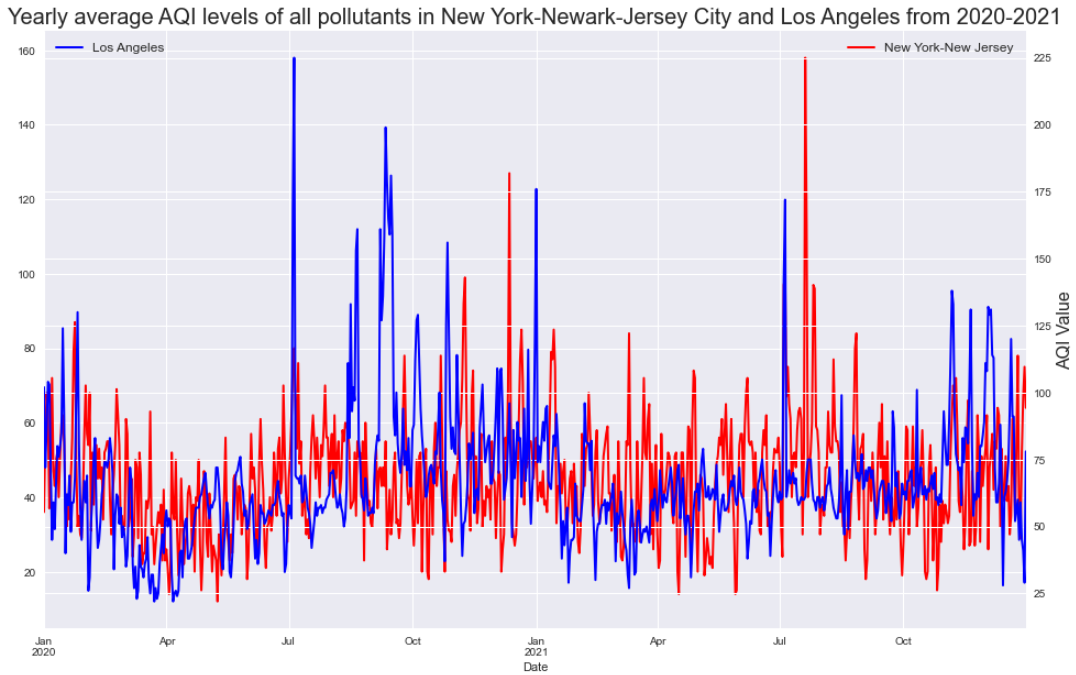 Yearly average AQI levels of all pollutants in New York-Newark-Jersey City and Los Angeles from 2020-2021
Los Angeles
New York-New Jersey
160
140
120
100
80
60
40
20
225
200
175
150
125
100
75
50
25
AQI Value
Jan
2020
Apr
Jul
Oct
Jan
2021
Apr
Jul
Oct
Date